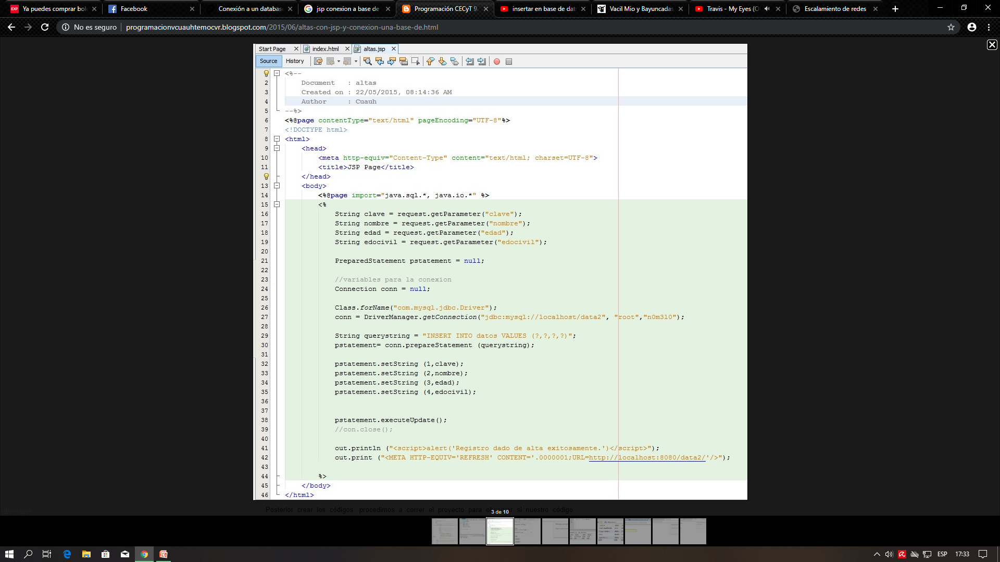 Ya puedes comprar bol
Facebook
Conexión a un databas
jsp conexion a base de
Programación CECyT 9
insertar en base de dat
Vacil Mio y Bayuncadas
Travis - My Eyes (O
Escalamiento de redes
No es seguro
programacionvcuauhtemocvr.blogspot.com/2015/06/altas-con-jsp-y-conexion-una-base-de.html
Start Page
index.html
altas.jsp
Source
History
<%--
2 Document : altas
3 Created on : 22/05/2015, 08:14:36 AM
4 Author : Cuauh
5 --%>
6 <%@page contentType="text/html" pageEncoding="UTF-8"%>
7 <!DOCTYPE html>
8 <html>
9 <head>
10 <meta http-equiv="Content-Type" content="text/html; charset=UTF-8">
11 <title>JSP Page</title>
</head>
13 <body>
14 <%@page import="java.sql.*, java.io.*" %>
15 <%
16 String clave = request.getParameter("clave");
17 String nombre = request.getParameter("nombre");
18 String edad = request.getParameter("edad");
19 String edocivil = request.getParameter("edocivil");
20
21 PreparedStatement pstatement = null;
22
23 //variables para la conexion
24 Connection conn = null;
25
26 Class.forName("com.mysql.jdbc.Driver");
27 conn = DriverManager.getConnection("jdbc:mysql://localhost/data2", "root","n0m3l0");
28
29 String querystring = "INSERT INTO datos VALUES (?,?,?,?)";
30 pstatement= conn.prepareStatement (querystring);
31
32 pstatement.setString (1,clave);
33 pstatement.setString (2,nombre);
34 pstatement.setString (3,edad);
35 pstatement.setString (4,edocivil);
36
37
38 pstatement.executeUpdate();
39 //con.close();
40
41 out.println ("<script>alert('Registro dado de alta exitosamente.')</script>");
42 out.print ("<META HTTP-EQUIV='REFRESH' CONTENT='.0000001;URL=http://localhost:8080/data2/'/>");
43
44 %>
45 </body>
46 </html>
Posterior crear los códigos, procedimos a correr el proyecto para si nuestro código
3 de 10
ESP
17:33